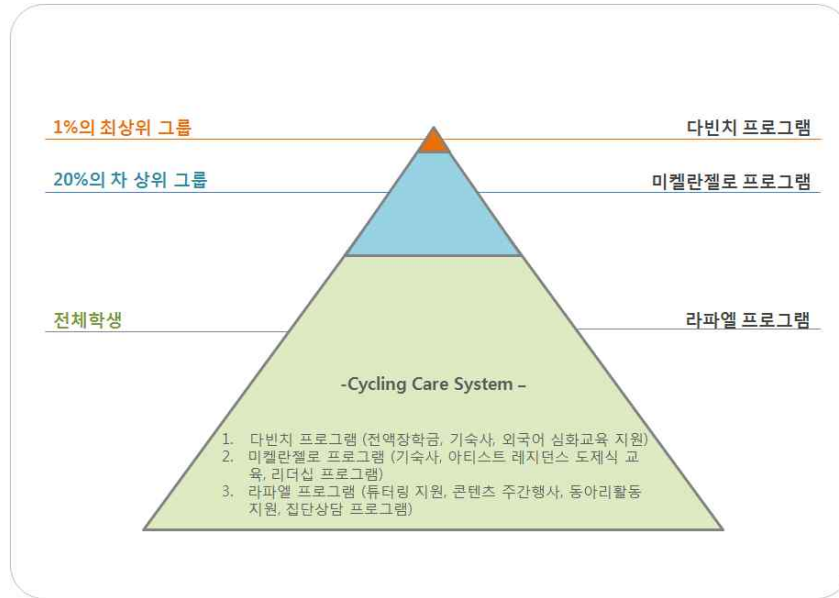 1%의 최상위 그룹
다빈치 프로그램
20%의 차 상위 그룹
미켈란젤로 프로그램
전체학생
라파엘 프로그램
-Cycling Care System –
1. 다빈치 프로그램 (전액장학금, 기숙사, 외국어 심화교육 지원)
2. 미켈란젤로 프로그램 (기숙사, 아티스트 레지던스 도제식 교
육, 리더십 프로그램)
3. 라파엘 프로그램 (튜터링 지원, 콘텐츠 주간행사, 동아리활동
지원, 집단상담 프로그램)